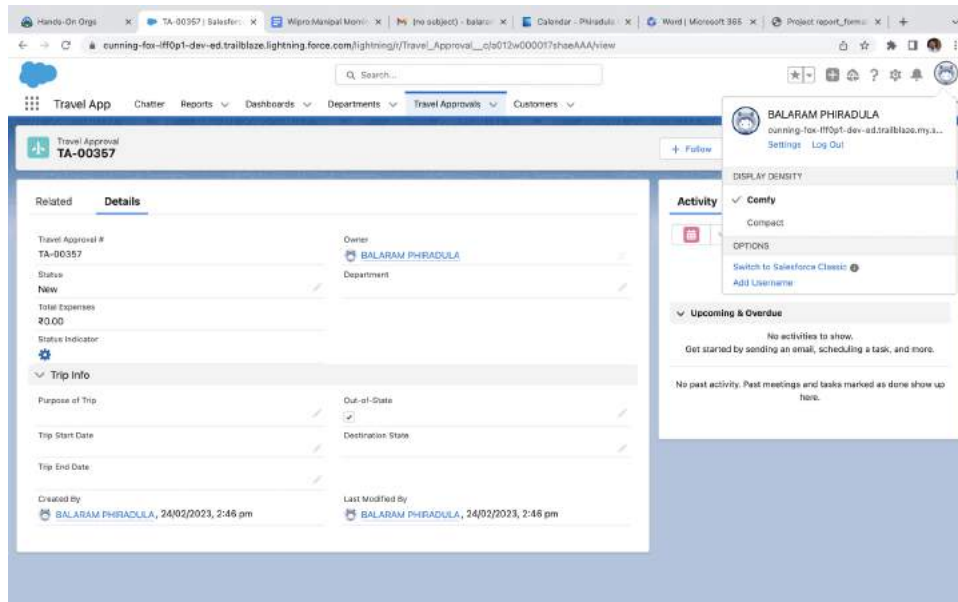 Hands-On Orgs
TA-00357 | Salesforc
Wipro Manipal Morni
(no subject) - balara
Calendar - Phiradula
Word | Microsoft 365
Project report_forma
cunning-fox-lff0p1-dev-ed.trailblaze.lightning.force.com/lightning/r/Travel_Approval__c/a012w000017shaeAAA/view
Search...
Travel App
Chatter
Reports
Dashboards
Departments
Travel Approvals
Customers
Travel Approval
TA-00357
+ Follow
BALARAM PHIRADULA
cunning-fox-lff0p1-dev-ed.trailblaze.my.s...
Settings Log Out
DISPLAY DENSITY
Comfy
Compact
OPTIONS
Switch to Salesforce Classic
Add Username
Related Details
Travel Approval #
TA-00357
Owner
BALARAM PHIRADULA
Status
New
Department
Total Expenses
₹0.00
Status Indicator
Trip Info
Purpose of Trip
Out-of-State
Trip Start Date
Destination State
Trip End Date
Created By
BALARAM PHIRADULA, 24/02/2023, 2:46 pm
Last Modified By
BALARAM PHIRADULA, 24/02/2023, 2:46 pm
Activity
Upcoming & Overdue
No activities to show.
Get started by sending an email, scheduling a task, and more.
No past activity. Past meetings and tasks marked as done show up
here.